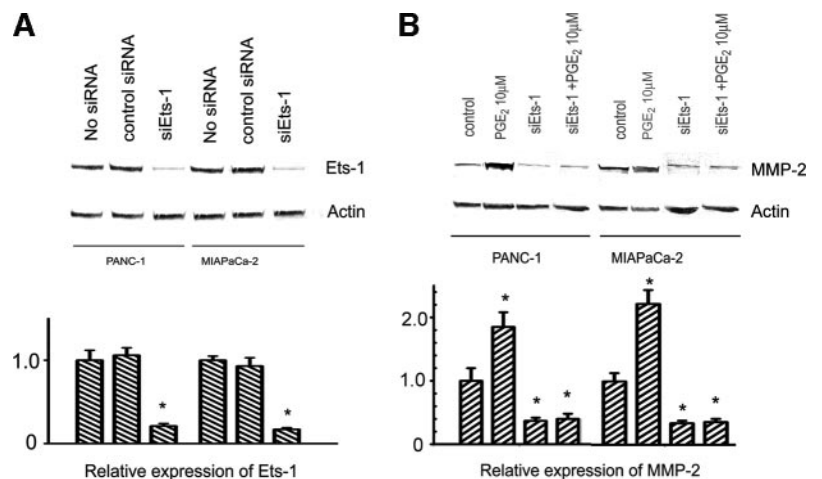 A
No siRNA
control siRNA
siEts-1
No siRNA
control siRNA
siEts-1
Ets-1
Actin
PANC-1
MIAPaCa-2
1.0
*
*
0
Relative expression of Ets-1
B
control
PGE₂ 10μM
siEts-1
siEts-1 +PGE₂ 10μM
control
PGE₂ 10μM
siEts-1
siEts-1 +PGE₂ 10μM
MMP-2
Actin
PANC-1
MIAPaCa-2
2.0
1.0
0
*
*
*
*
*
*
Relative expression of MMP-2